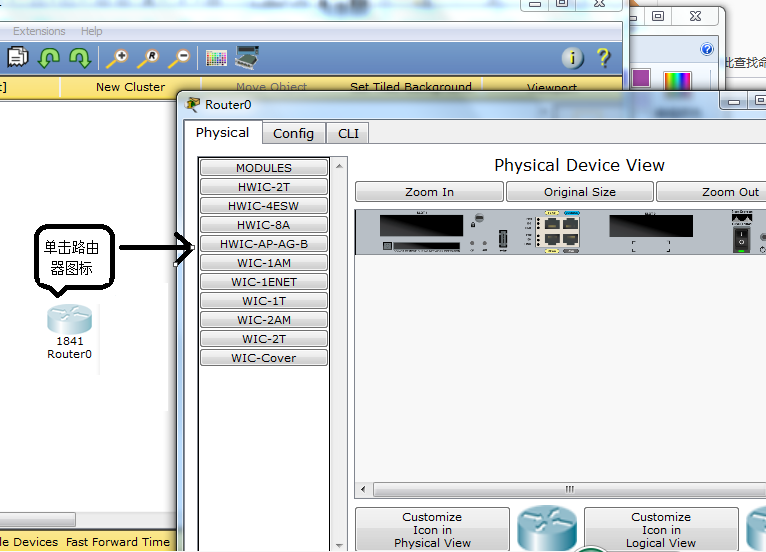 Extensions Help
]
New Cluster
Move Object
Set Tiled Background
Viewport
此查找命
Router0
Physical
Config
CLI
MODULES
HWIC-2T
HWIC-4ESW
HWIC-8A
HWIC-AP-AG-B
WIC-1AM
WIC-1ENET
WIC-1T
WIC-2AM
WIC-2T
WIC-Cover
Physical Device View
Zoom In
Original Size
Zoom Out
单击路由
器图标
1841
Router0
Customize
Icon in
Physical View
Customize
Icon in
Logical View
le Devices
Fast Forward Time